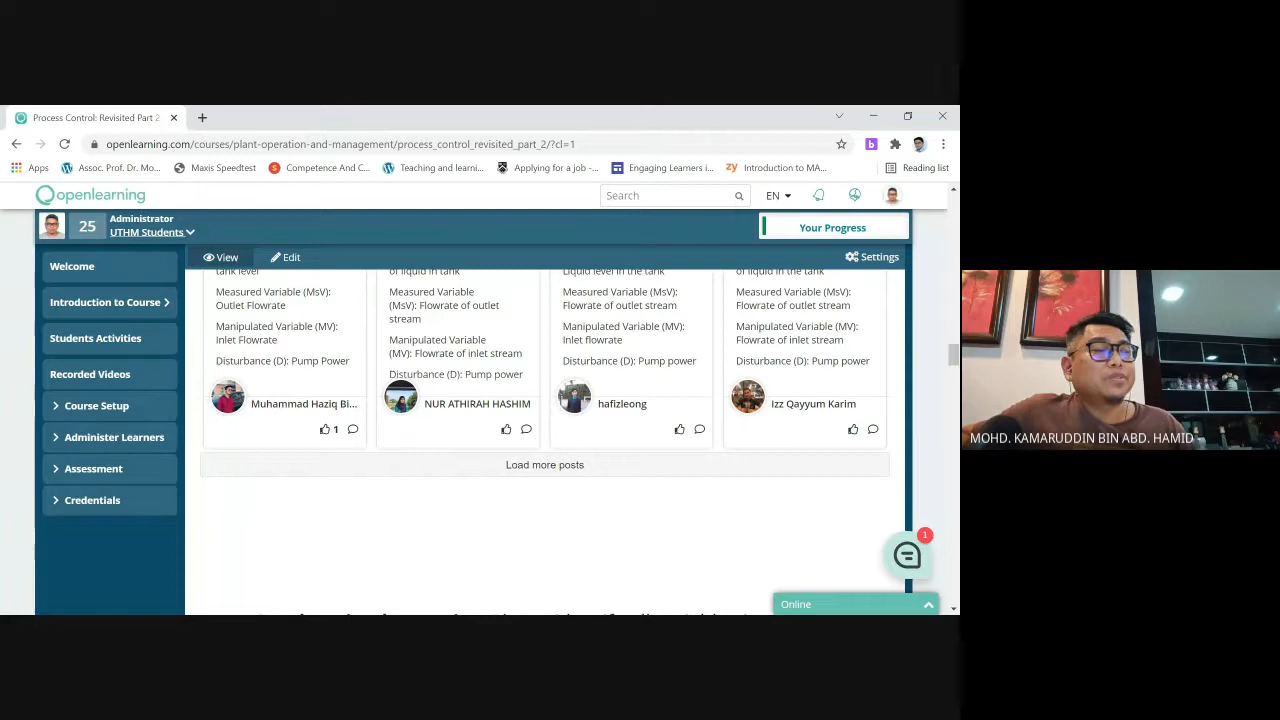 Process Control: Revisited Part 2
openlearning.com/courses/plant-operation-and-management/process_control_revisited_part_2/?cl=1
Apps
Assoc. Prof. Dr. Mo...
Maxis Speedtest
Competence And C...
Teaching and learni...
Applying for a job -...
Engaging Learners i...
Introduction to MA...
Reading list
openlearning
Search
EN
25
Administrator
UTHM Students
Your Progress
View
Edit
Settings
Welcome
Introduction to Course
Students Activities
Recorded Videos
Course Setup
Administer Learners
Assessment
Credentials
tank level
Measured Variable (MsV):
Outlet Flowrate
Manipulated Variable (MV):
Inlet Flowrate
Disturbance (D): Pump Power
Muhammad Haziq Bi...
1
of liquid in tank
Measured Variable
(MsV): Flowrate of outlet
stream
Manipulated Variable
(MV): Flowrate of inlet stream
Disturbance (D): Pump power
NUR ATHIRAH HASHIM
Liquid level in the tank
Measured Variable (MsV):
Flowrate of outlet stream
Manipulated Variable (MV):
Inlet flowrate
Disturbance (D): Pump power
hafizleong
of liquid in the tank
Measured Variable (MsV):
Flowrate of outlet stream
Manipulated Variable (MV):
Flowrate of inlet stream
Disturbance (D): Pump power
Izz Qayyum Karim
Load more posts
1
Online
MOHD. KAMARUDDIN BIN ABD. HAMID